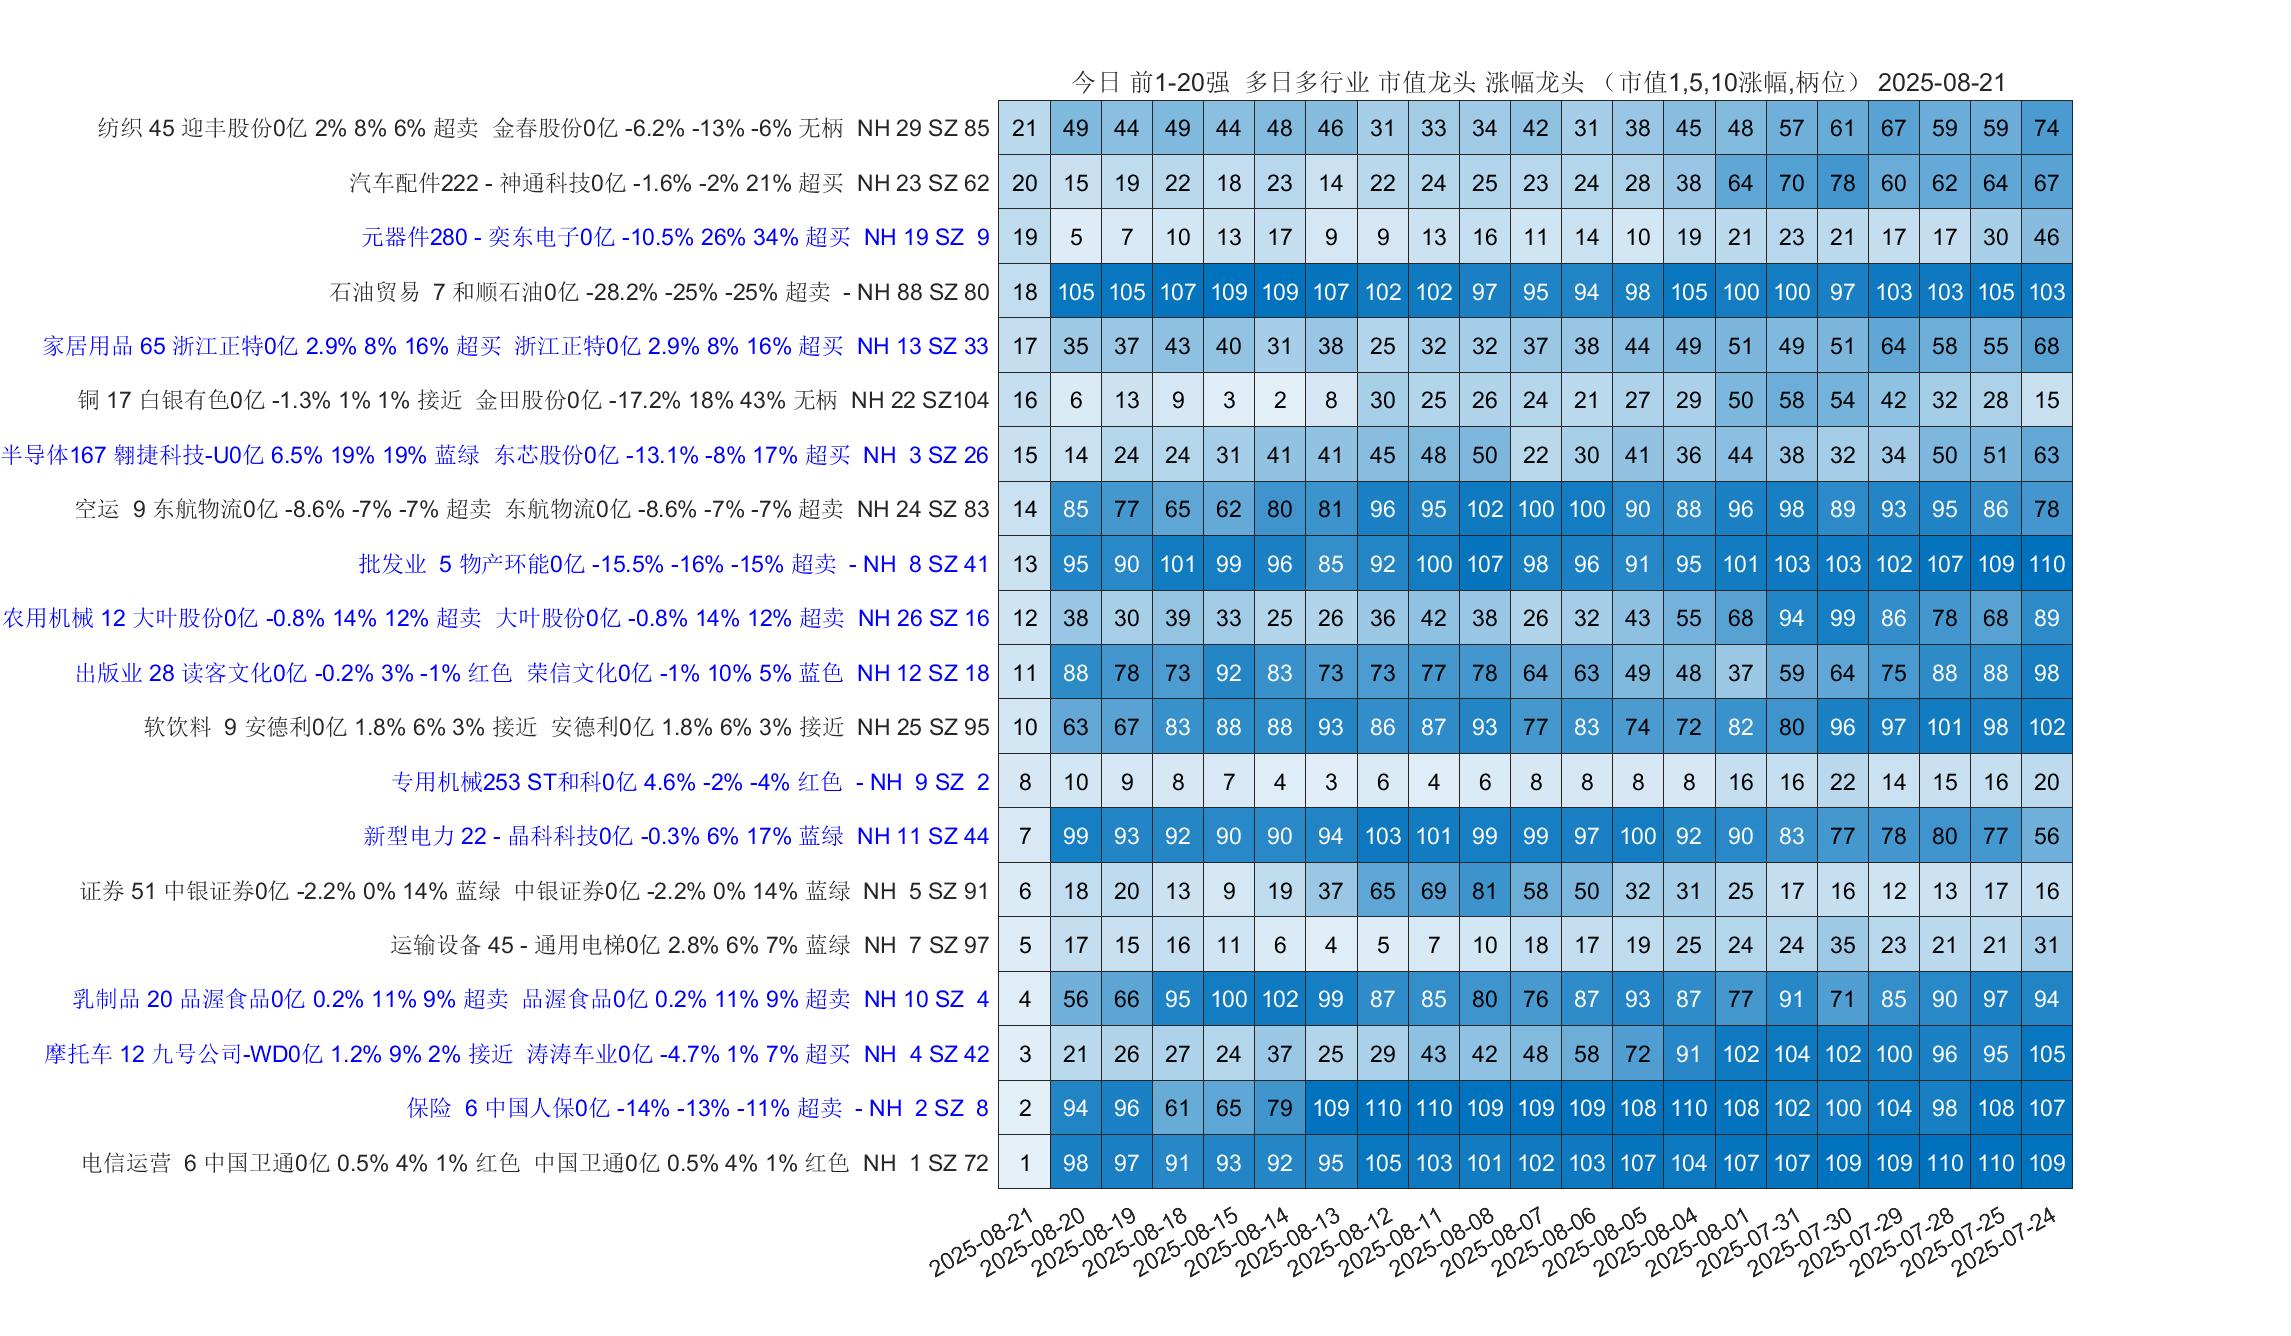 今日 前1-20强 多日多行业 市值龙头 涨幅龙头 （市值1,5,10涨幅,柄位） 2025-08-21
纺织 45 迎丰股份0亿 2% 8% 6% 超卖 金春股份0亿 -6.2% -13% -6% 无柄 NH 29 SZ 85 21 49 44 49 44 48 46 31 33 34 42 31 38 45 48 57 61 67 59 59 74
汽车配件222 - 神通科技0亿 -1.6% -2% 21% 超买 NH 23 SZ 62 20 15 19 22 18 23 14 22 24 25 23 24 28 38 64 70 78 60 62 64 67
元器件280 - 奕东电子0亿 -10.5% 26% 34% 超买 NH 19 SZ 9 19 5 7 10 13 17 9 9 13 16 11 14 10 19 21 23 21 17 17 30 46
石油贸易 7 和顺石油0亿 -28.2% -25% -25% 超卖 - NH 88 SZ 80 18 105 105 107 109 109 107 102 102 97 95 94 98 105 100 100 97 103 103 105 103
家居用品 65 浙江正特0亿 2.9% 8% 16% 超买 浙江正特0亿 2.9% 8% 16% 超买 NH 13 SZ 33 17 35 37 43 40 31 38 25 32 32 37 38 44 49 51 49 51 64 58 55 68
铜 17 白银有色0亿 -1.3% 1% 1% 接近 金田股份0亿 -17.2% 18% 43% 无柄 NH 22 SZ104 16 6 13 9 3 2 8 30 25 26 24 21 27 29 50 58 54 42 32 28 15
半导体167 翱捷科技-U0亿 6.5% 19% 19% 蓝绿 东芯股份0亿 -13.1% -8% 17% 超买 NH 3 SZ 26 15 14 24 24 31 41 41 45 48 50 22 30 41 36 44 38 32 34 50 51 63
空运 9 东航物流0亿 -8.6% -7% -7% 超卖 东航物流0亿 -8.6% -7% -7% 超卖 NH 24 SZ 83 14 85 77 65 62 80 81 96 95 102 100 100 90 88 96 98 89 93 95 86 78
批发业 5 物产环能0亿 -15.5% -16% -15% 超卖 - NH 8 SZ 41 13 95 90 101 99 96 85 92 100 107 98 96 91 95 101 103 103 102 107 109 110
农用机械 12 大叶股份0亿 -0.8% 14% 12% 超卖 大叶股份0亿 -0.8% 14% 12% 超卖 NH 26 SZ 16 12 38 30 39 33 25 26 36 42 38 26 32 43 55 68 94 99 86 78 68 89
出版业 28 读客文化0亿 -0.2% 3% -1% 红色 荣信文化0亿 -1% 10% 5% 蓝色 NH 12 SZ 18 11 88 78 73 92 83 73 73 77 78 64 63 49 48 37 59 64 75 88 88 98
软饮料 9 安德利0亿 1.8% 6% 3% 接近 安德利0亿 1.8% 6% 3% 接近 NH 25 SZ 95 10 63 67 83 88 88 93 86 87 93 77 83 74 72 82 80 96 97 101 98 102
专用机械253 ST和科0亿 4.6% -2% -4% 红色 - NH 9 SZ 2 8 10 9 8 7 4 3 6 4 6 8 8 8 8 16 16 22 14 15 16 20
新型电力 22 - 晶科科技0亿 -0.3% 6% 17% 蓝绿 NH 11 SZ 44 7 99 93 92 90 90 94 103 101 99 99 97 100 92 90 83 77 78 80 77 56
证券 51 中银证券0亿 -2.2% 0% 14% 蓝绿 中银证券0亿 -2.2% 0% 14% 蓝绿 NH 5 SZ 91 6 18 20 13 9 19 37 65 69 81 58 50 32 31 25 17 16 12 13 17 16
运输设备 45 - 通用电梯0亿 2.8% 6% 7% 蓝绿 NH 7 SZ 97 5 17 15 16 11 6 4 5 7 10 18 17 19 25 24 24 35 23 21 21 31
乳制品 20 品渥食品0亿 0.2% 11% 9% 超卖 品渥食品0亿 0.2% 11% 9% 超卖 NH 10 SZ 4 4 56 66 95 100 102 99 87 85 80 76 87 93 87 77 91 71 85 90 97 94
摩托车 12 九号公司-WD0亿 1.2% 9% 2% 接近 涛涛车业0亿 -4.7% 1% 7% 超买 NH 4 SZ 42 3 21 26 27 24 37 25 29 43 42 48 58 72 91 102 104 102 100 96 95 105
保险 6 中国人保0亿 -14% -13% -11% 超卖 - NH 2 SZ 8 2 94 96 61 65 79 109 110 110 109 109 109 108 110 108 102 100 104 98 108 107
电信运营 6 中国卫通0亿 0.5% 4% 1% 红色 中国卫通0亿 0.5% 4% 1% 红色 NH 1 SZ 72 1 98 97 91 93 92 95 105 103 101 102 103 107 104 107 107 109 109 110 110 109
2025-08-21 2025-08-20 2025-08-19 2025-08-18 2025-08-15 2025-08-14 2025-08-13 2025-08-12 2025-08-11 2025-08-08 2025-08-07 2025-08-06 2025-08-05 2025-08-04 2025-08-01 2025-07-31 2025-07-30 2025-07-29 2025-07-28 2025-07-25 2025-07-24